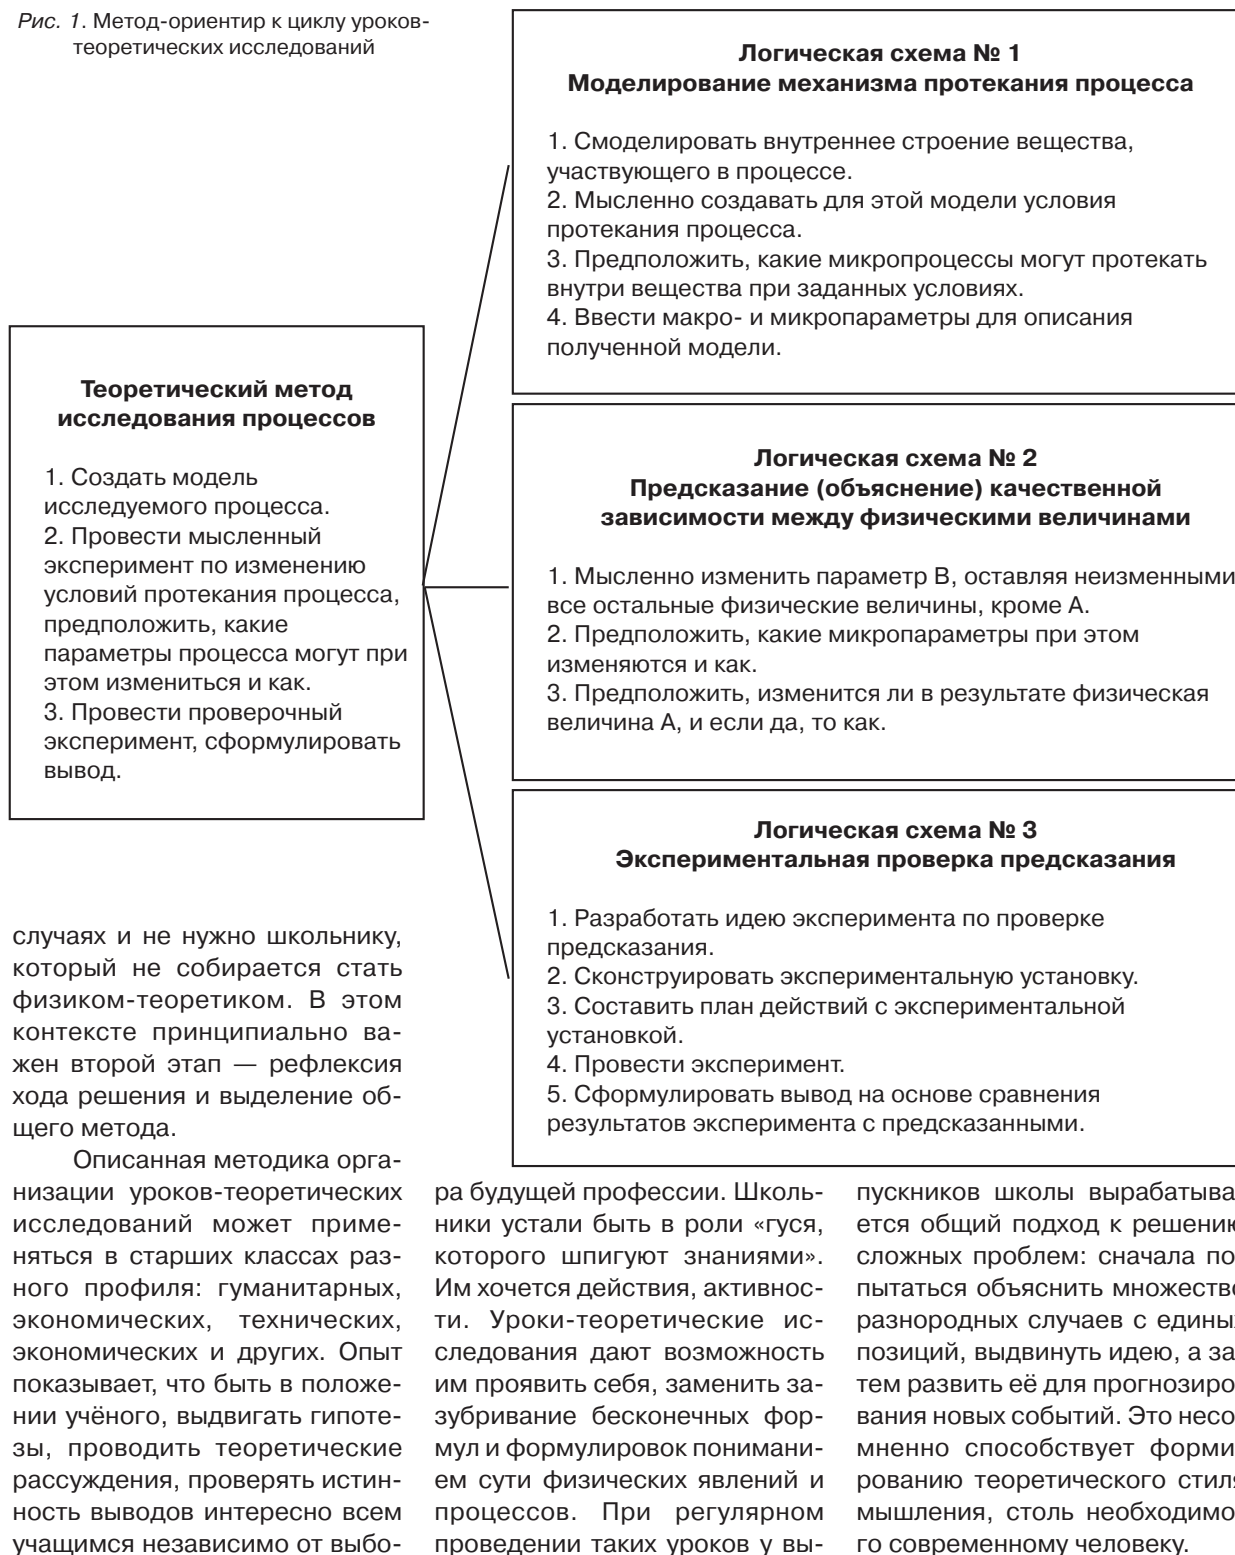 Рис. 1. Метод-ориентир к циклу уроков-
теоретических исследований
Логическая схема № 1
Моделирование механизма протекания процесса
1. Смоделировать внутреннее строение вещества,
участвующего в процессе.
2. Мысленно создавать для этой модели условия
протекания процесса.
3. Предположить, какие микропроцессы могут протекать
внутри вещества при заданных условиях.
4. Ввести макро- и микропараметры для описания
полученной модели.
Теоретический метод
исследования процессов
1. Создать модель
исследуемого процесса.
2. Провести мысленный
эксперимент по изменению
условий протекания процесса,
предположить, какие
параметры процесса могут при
этом измениться и как.
3. Провести проверочный
эксперимент, сформулировать
вывод.
Логическая схема № 2
Предсказание (объяснение) качественной
зависимости между физическими величинами
1. Мысленно изменить параметр В, оставляя неизменными
все остальные физические величины, кроме А.
2. Предположить, какие микропараметры при этом
изменяются и как.
3. Предположить, изменится ли в результате физическая
величина А, и если да, то как.
Логическая схема № 3
Экспериментальная проверка предсказания
1. Разработать идею эксперимента по проверке
предсказания.
2. Сконструировать экспериментальную установку.
3. Составить план действий с экспериментальной
установкой.
4. Провести эксперимент.
5. Сформулировать вывод на основе сравнения
результатов эксперимента с предсказанными.
случаях и не нужно школьнику,
который не собирается стать
физиком-теоретиком. В этом
контексте принципиально ва-
жен второй этап — рефлексия
хода решения и выделение об-
щего метода.
Описанная методика орга-
низации уроков-теоретических
исследований может приме-
няться в старших классах раз-
ного профиля: гуманитарных,
экономических, технических,
экономических и других. Опыт
показывает, что быть в положе-
нии учёного, выдвигать гипоте-
зы, проводить теоретические
рассуждения, проверять истин-
ность выводов интересно всем
учащимся независимо от выбо-
ра будущей профессии. Школь-
ники устали быть в роли «гуся,
которого шпигуют знаниями».
Им хочется действия, активнос-
ти. Уроки-теоретические ис-
следования дают возможность
им проявить себя, заменить за-
зубривание бесконечных фор-
мул и формулировок понимани-
ем сути физических явлений и
процессов. При регулярном
проведении таких уроков у вы-
пускников школы вырабатыва
ется общий подход к решению
сложных проблем: сначала по
пытаться объяснить множество
разнородных случаев с единых
позиций, выдвинуть идею, а за
тем развить её для прогнозиро
вания новых событий. Это несо
мненно способствует форми
рованию теоретического стиля
мышления, столь необходимо
го современному человеку.